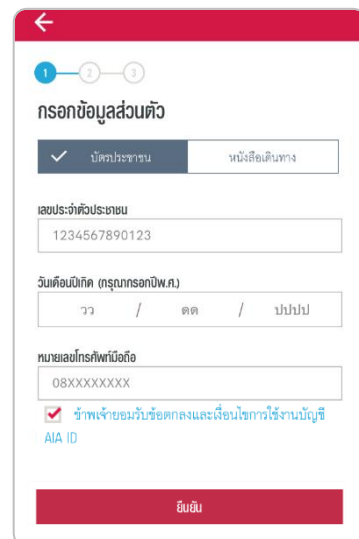 1 2 3
กรอกข้อมูลส่วนตัว
บัตรประชาชน หนังสือเดินทาง
เลขประจำตัวประชาชน
1234567890123
วันเดือนปีเกิด (กรุณากรอกปีพ.ศ.)
วว / ดด / ปปปป
หมายเลขโทรศัพท์มือถือ
08XXXXXXXX
ข้าพเจ้ายอมรับข้อตกลงและเงื่อนไขการใช้งานบัญชี
AIA ID
ยืนยัน